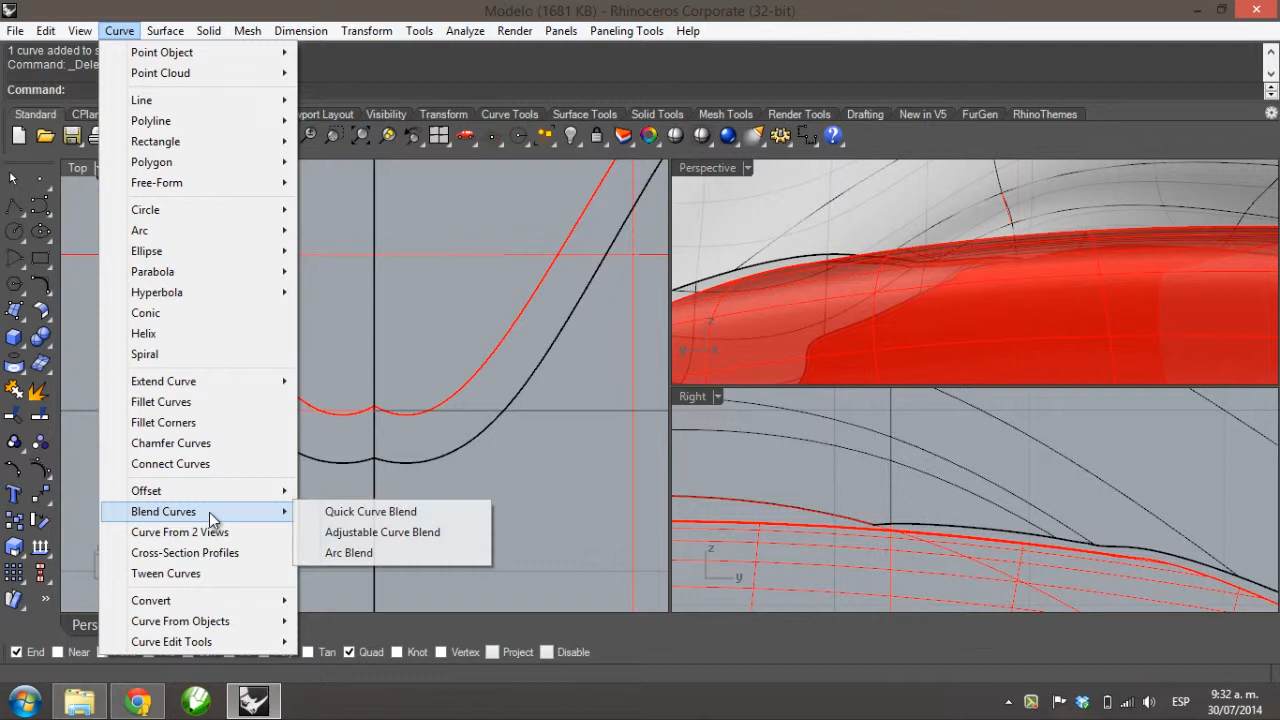 Modelo (1681 KB) - Rhinoceros Corporate (32-bit)
File Edit View Curve Surface Solid Mesh Dimension Transform Tools Analyze Render Panels Paneling Tools Help
1 curve added to s
Command: _Dele
Command:
Standard CPlan port Layout Visibility Transform Curve Tools Surface Tools Solid Tools Mesh Tools Render Tools Drafting New in V5 FurGen RhinoThemes
Point Object
Point Cloud
Line
Polyline
Rectangle
Polygon
Free-Form
Circle
Arc
Ellipse
Parabola
Hyperbola
Conic
Helix
Spiral
Extend Curve
Fillet Curves
Fillet Corners
Chamfer Curves
Connect Curves
Offset
Blend Curves
Curve From 2 Views
Cross-Section Profiles
Tween Curves
Convert
Curve From Objects
Curve Edit Tools
Quick Curve Blend
Adjustable Curve Blend
Arc Blend
Top
Perspective
z
y x
Right
z
y
Pers
End Near Tan Quad Knot Vertex Project Disable
ESP
9:32 a. m.
30/07/2014